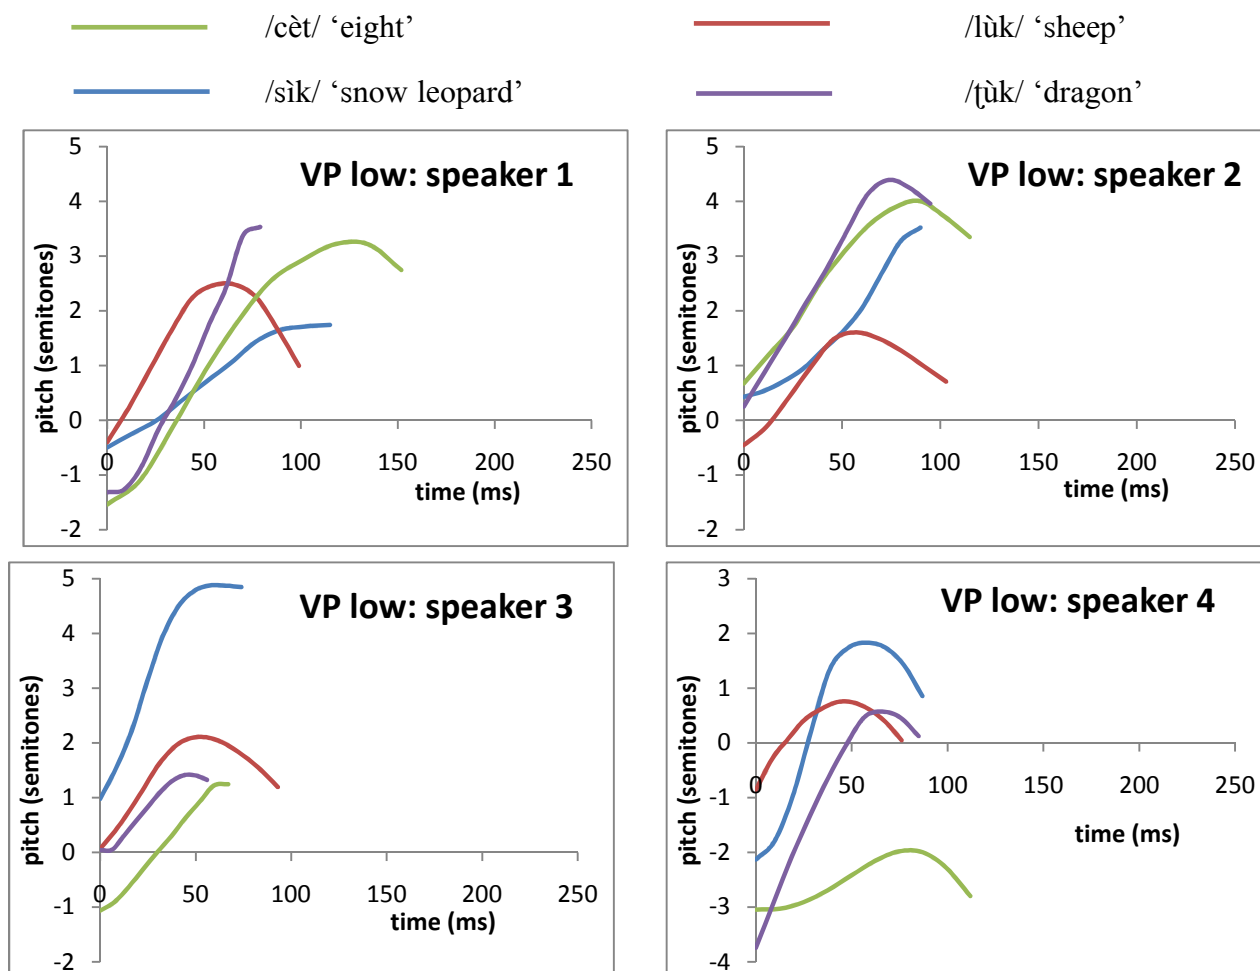 /cèt/ ‘eight’
/lùk/ ‘sheep’
/sìk/ ‘snow leopard’
/ʈùk/ ‘dragon’
VP low: speaker 1
pitch (semitones)
5
4
3
2
1
0
-1
-2
0 50 100 150 200 250
time (ms)
VP low: speaker 2
pitch (semitones)
5
4
3
2
1
0
-1
-2
0 50 100 150 200 250
time (ms)
VP low: speaker 3
pitch (semitones)
5
4
3
2
1
0
-1
-2
0 50 100 150 200 250
time (ms)
VP low: speaker 4
pitch (semitones)
3
2
1
0
-1
-2
-3
-4
0 50 100 150 200 250
time (ms)